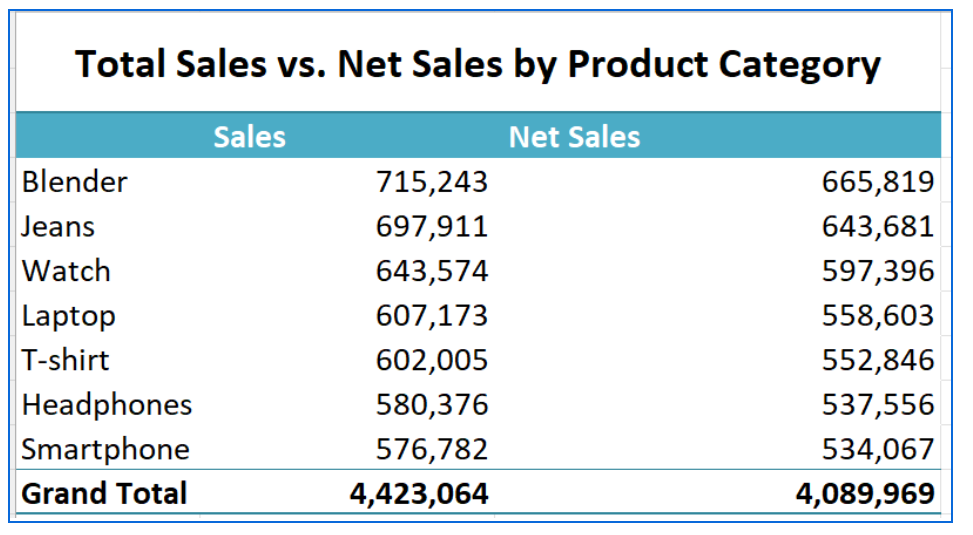 Total Sales vs. Net Sales by Product Category
Sales Net Sales
Blender 715,243 665,819
Jeans 697,911 643,681
Watch 643,574 597,396
Laptop 607,173 558,603
T-shirt 602,005 552,846
Headphones 580,376 537,556
Smartphone 576,782 534,067
Grand Total 4,423,064 4,089,969